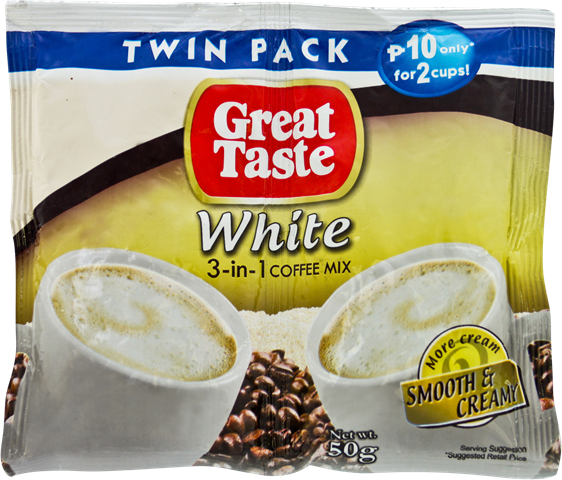 TWIN PACK
₱10 only*
for 2 cups!
Great
Taste
White
3-in-1 COFFEE MIX
More cream
SMOOTH &
CREAMY
Net wt.
50g
Serving Suggestion
*Suggested Retail Price